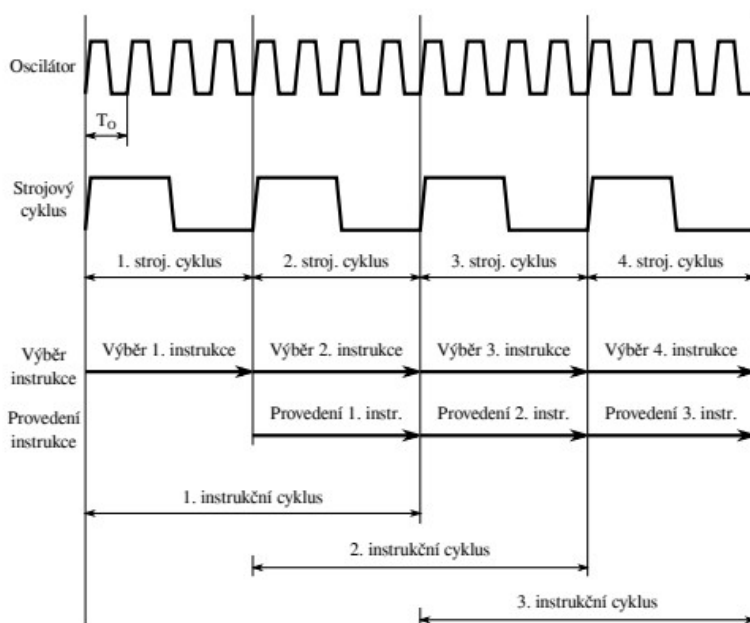 Oscilátor
T₀
Strojový
cyklus
1. stroj. cyklus 2. stroj. cyklus 3. stroj. cyklus 4. stroj. cyklus
Výběr
instrukce
Výběr 1. instrukce Výběr 2. instrukce Výběr 3. instrukce Výběr 4. instrukce
Provedení
instrukce
Provedení 1. instr. Provedení 2. instr. Provedení 3. instr.
1. instrukční cyklus
2. instrukční cyklus
3. instrukční cyklus